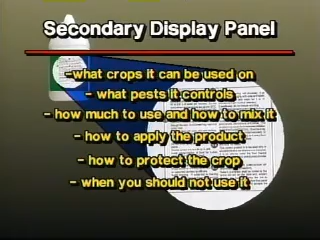 Secondary Display Panel
-what crops it can be used on
- what pests it controls
- how much to use and how to mix it
- how to apply the product
- how to protect the crop
- when you should not use it